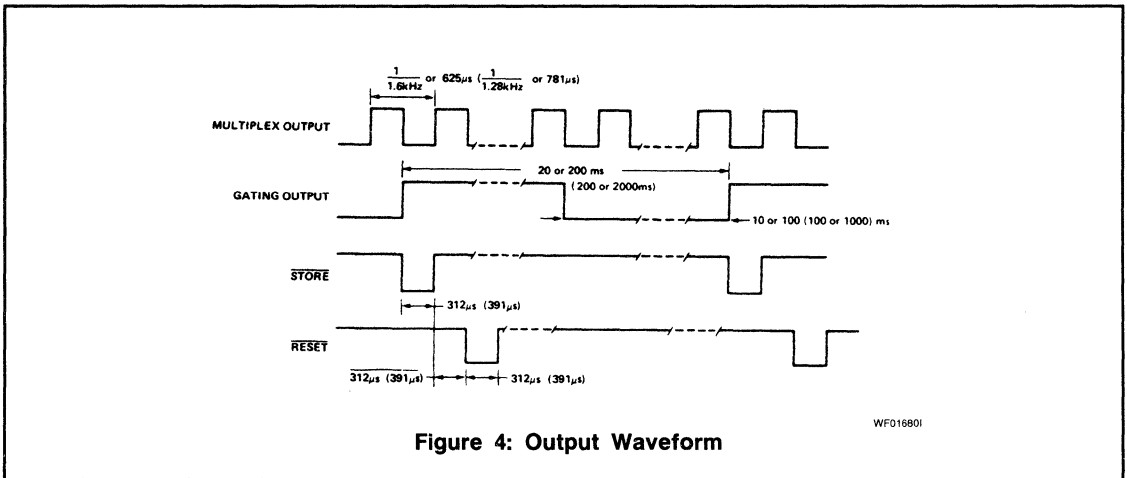 1/1.6kHz or 625µs (1/1.28kHz or 781µs)
MULTIPLEX OUTPUT
20 or 200 ms
(200 or 2000ms)
GATING OUTPUT
10 or 100 (100 or 1000) ms
STORE
312µs (391µs)
RESET
312µs (391µs)
312µs (391µs)
WF01680I
Figure 4: Output Waveform